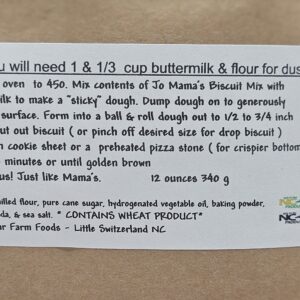 u will need 1 & 1/3 cup buttermilk & flour for dus
oven to 450. Mix contents of Jo Mama's Biscuit Mix with
ilk to make a "sticky" dough. Dump dough on to generously
surface. Form into a ball & roll dough out to 1/2 to 3/4 inch
ut out biscuit ( or pinch off desired size for drop biscuit )
n cookie sheet or a preheated pizza stone ( for crispier bottom
minutes or until golden brown
us! Just like Mama's. 12 ounces 340 g
illed flour, pure cane sugar, hydrogenated vegetable oil, baking powder,
da, & sea salt. " CONTAINS WHEAT PRODUCT"
r Farm Foods - Little Switzerland NC